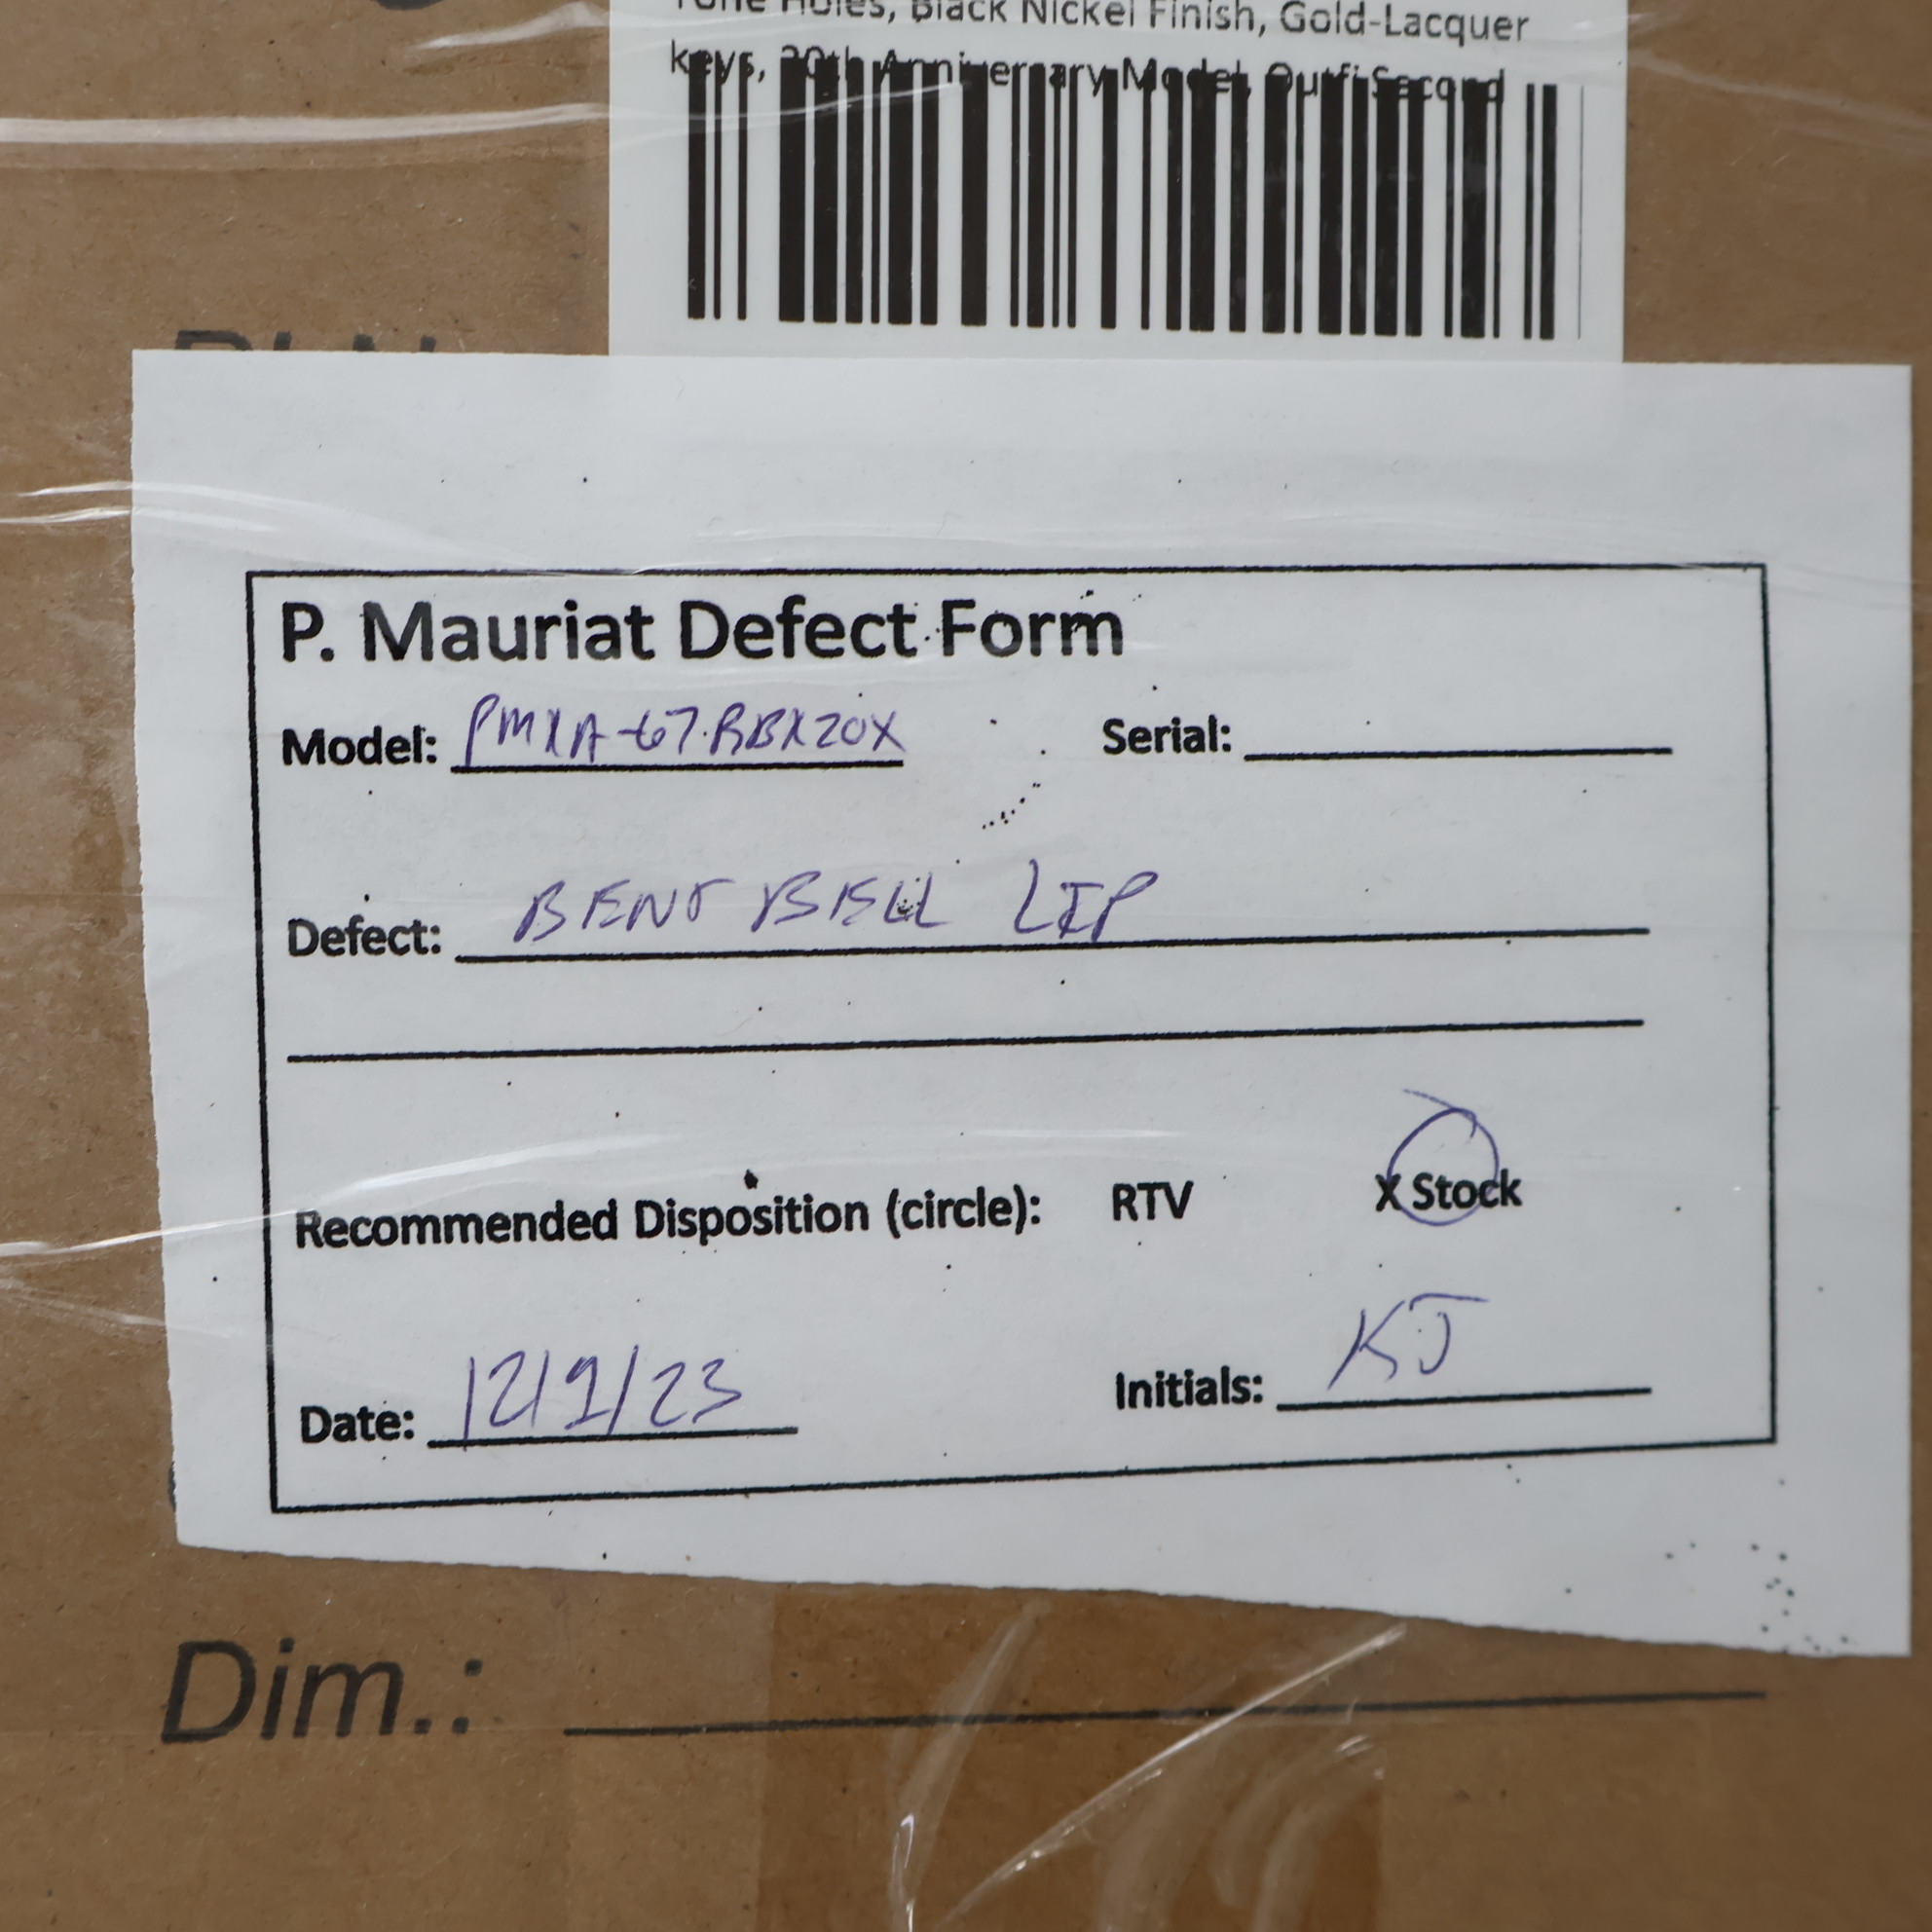 Tone Holes, Black Nickel Finish, Gold-Lacquer
keys, 20th Anniversary Model, Outfi Second
P. Mauriat Defect Form
Model: PMXA-67RBX20X Serial:
Defect: BENT BELL LIP
Recommended Disposition (circle): RTV X Stock
Date: 12/1/23 Initials: KJ
Dim.: